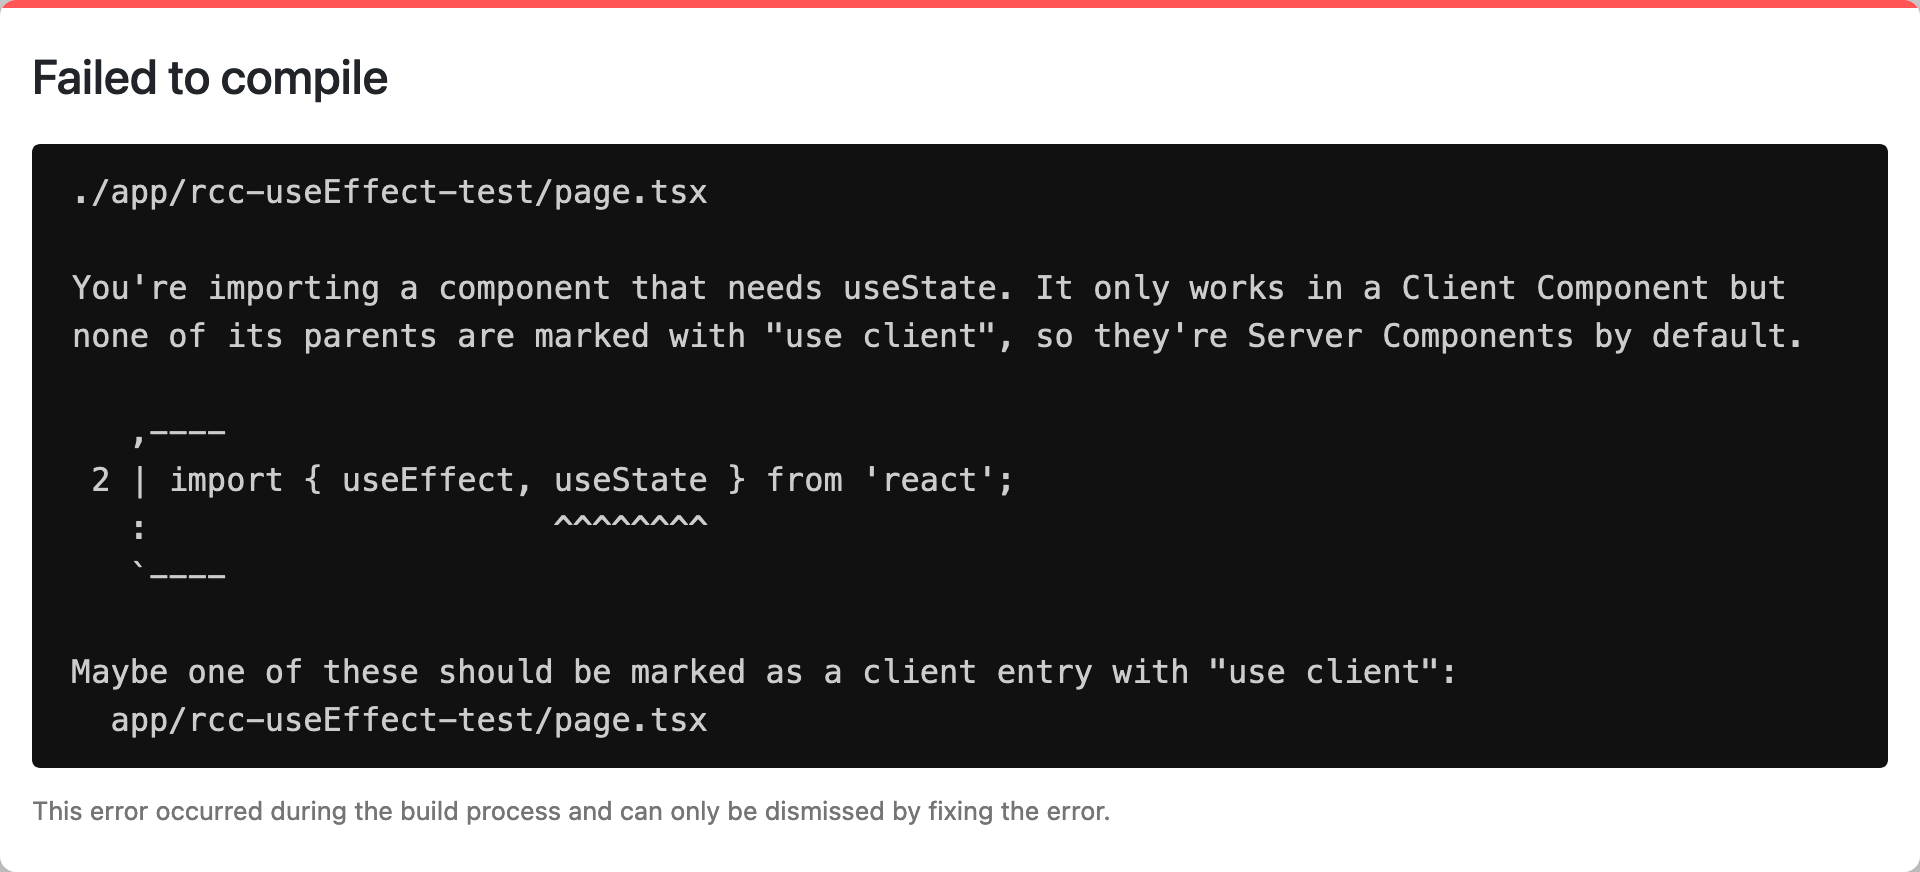 Failed to compile
./app/rcc-useEffect-test/page.tsx
You're importing a component that needs useState. It only works in a Client Component but
none of its parents are marked with "use client", so they're Server Components by default.
   ,----
 2 | import { useEffect, useState } from 'react';
   :                     ^^^^^^^^
   `----
Maybe one of these should be marked as a client entry with "use client":
  app/rcc-useEffect-test/page.tsx
This error occurred during the build process and can only be dismissed by fixing the error.